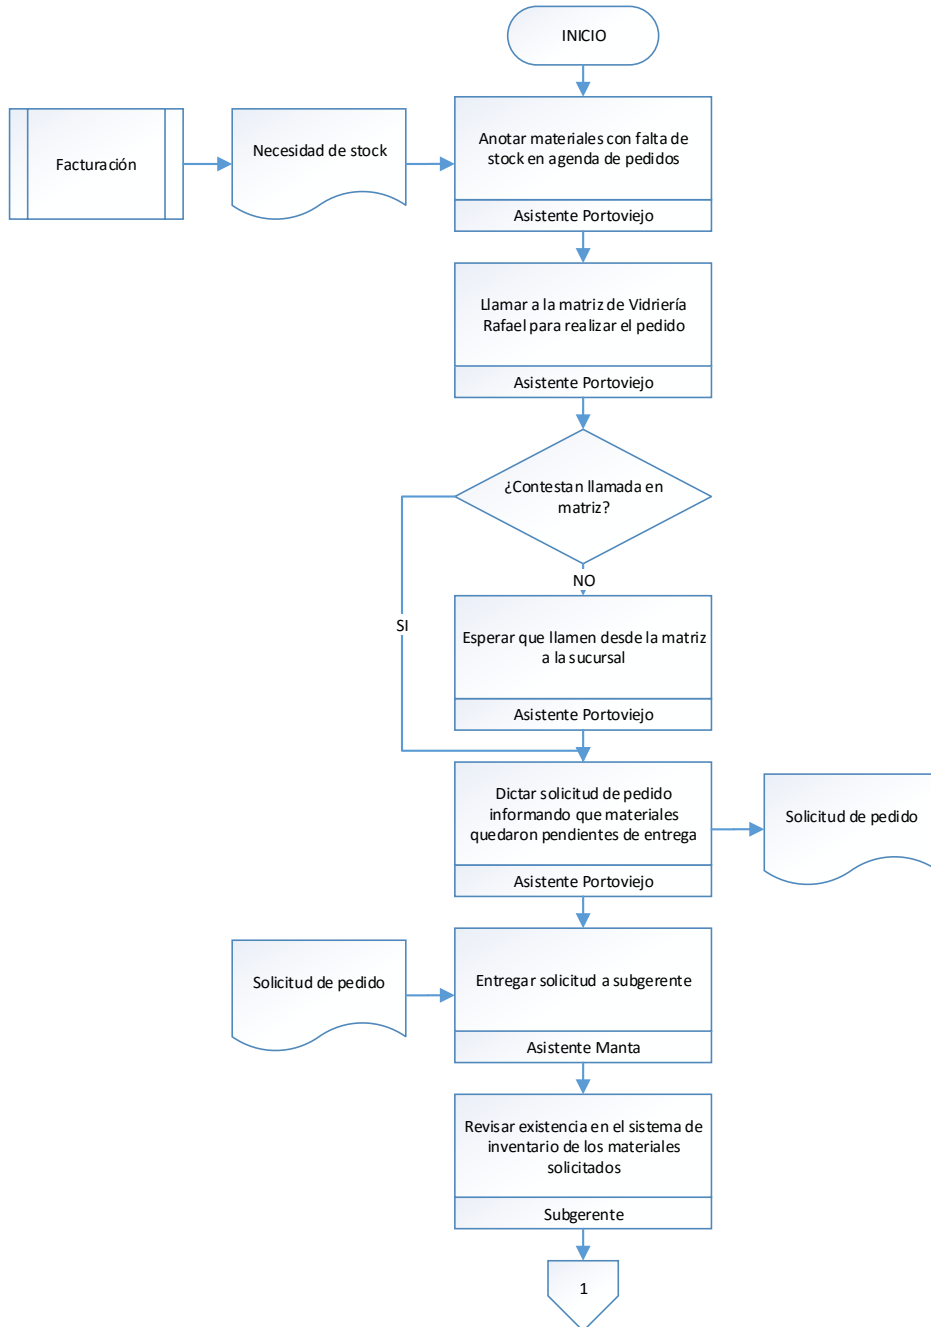 INICIO
Facturación
Necesidad de stock
Anotar materiales con falta de
stock en agenda de pedidos
Asistente Portoviejo
Llamar a la matriz de Vidriería
Rafael para realizar el pedido
Asistente Portoviejo
¿Contestan llamada en
matriz?
NO
SI
Esperar que llamen desde la matriz
a la sucursal
Asistente Portoviejo
Dictar solicitud de pedido
informando que materiales
quedaron pendientes de entrega
Asistente Portoviejo
Solicitud de pedido
Solicitud de pedido
Entregar solicitud a subgerente
Asistente Manta
Revisar existencia en el sistema de
inventario de los materiales
solicitados
Subgerente
1